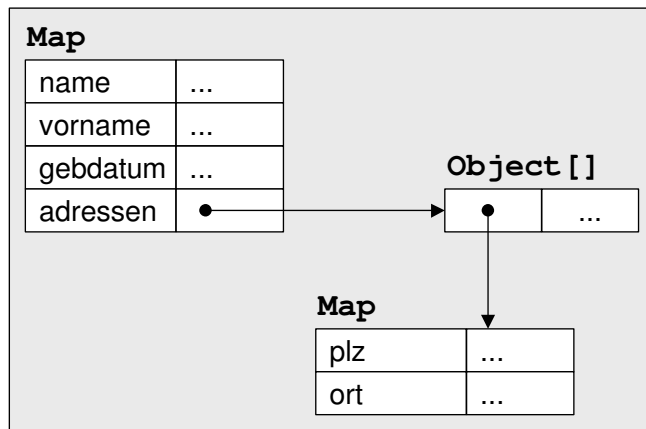 Map
name ...
vorname ...
gebdatum ...
Object[]
adressen ...
Map
plz ...
ort ...